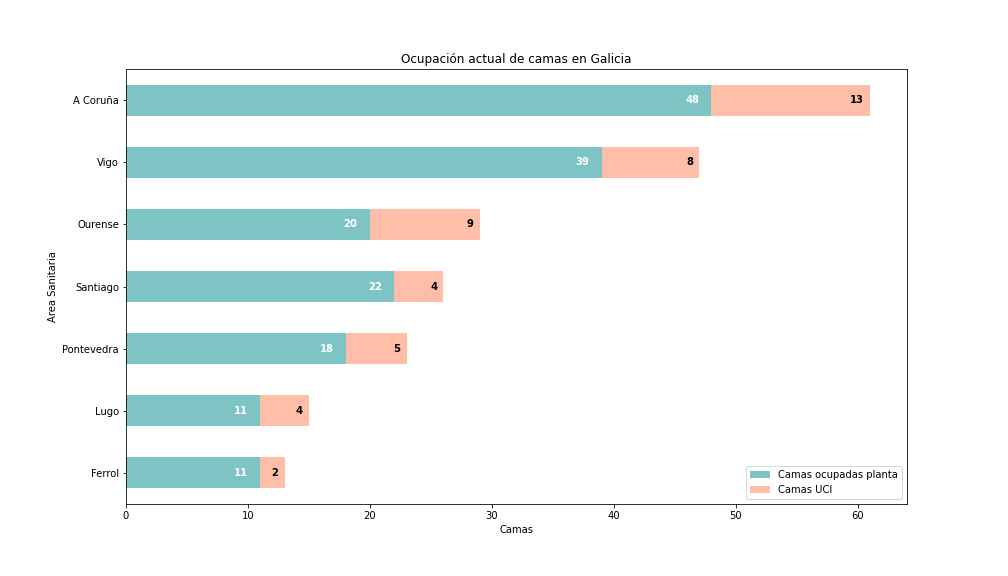 Ocupación actual de camas en Galicia
A Coruña 48 13
Vigo 39 8
Ourense 20 9
Santiago 22 4
Pontevedra 18 5
Lugo 11 4
Ferrol 11 2
Area Sanitaria
Camas ocupadas planta
Camas UCI
0 10 20 30 40 50 60
Camas